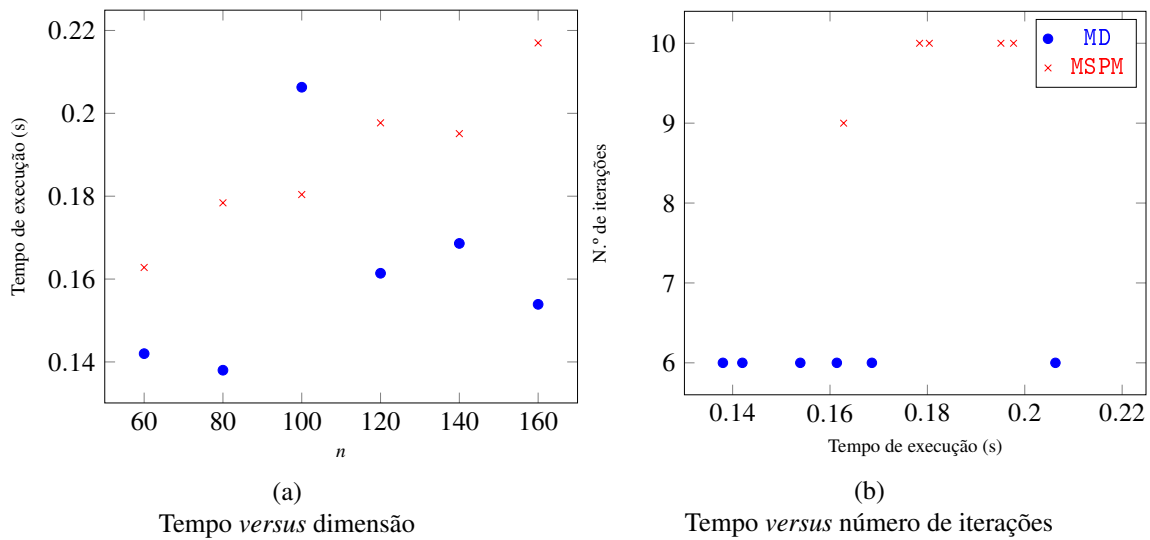 0.22
0.2
0.18
0.16
0.14
Tempo de execução (s)
60 80 100 120 140 160
n
(a)
Tempo versus dimensão
10
9
8
7
6
N.º de iterações
MD
MSPM
0.14 0.16 0.18 0.2 0.22
Tempo de execução (s)
(b)
Tempo versus número de iterações